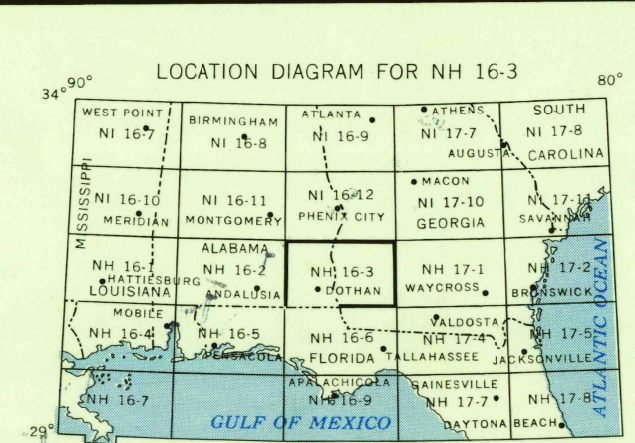 LOCATION DIAGRAM FOR NH 16-3
34° 90° 80°
WEST POINT BIRMINGHAM ATLANTA ATHENS SOUTH
NI 16-7 NI 16-8 NI 16-9 NI 17-7 NI 17-8
AUGUSTA CAROLINA
MISSISSIPPI
NI 16-10 NI 16-11 NI 16-12 MACON NI 17-11
MERIDIAN MONTGOMERY PHENIX CITY NI 17-10 SAVANNAH
GEORGIA
ALABAMA
NH 16-1 NH 16-2 NH 16-3 NH 17-1 NH 17-2
HATTIESBURG ANDALUSIA DOTHAN WAYCROSS BRUNSWICK
LOUISIANA
MOBILE VALDOSTA
NH 16-4 NH 16-5 NH 16-6 NH 17-4 NH 17-5
PENSACOLA FLORIDA TALLAHASSEE JACKSONVILLE
ATLANTIC OCEAN
APALACHICOLA GAINESVILLE
NH 16-7 NH 16-9 NH 17-7 NH 17-8
GULF OF MEXICO
DAYTONA BEACH
29°